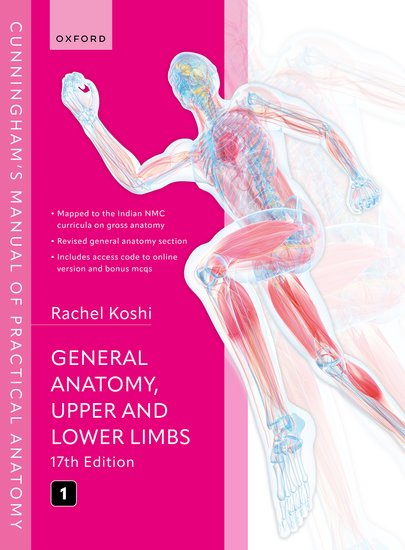 CUNNINGHAM'S MANUAL OF PRACTICAL ANATOMY
OXFORD
• Mapped to the Indian NMC
curricula on gross anatomy
• Revised general anatomy section
• Includes access code to online
version and bonus mcqs
Rachel Koshi
GENERAL
ANATOMY,
UPPER AND
LOWER LIMBS
17th Edition
1